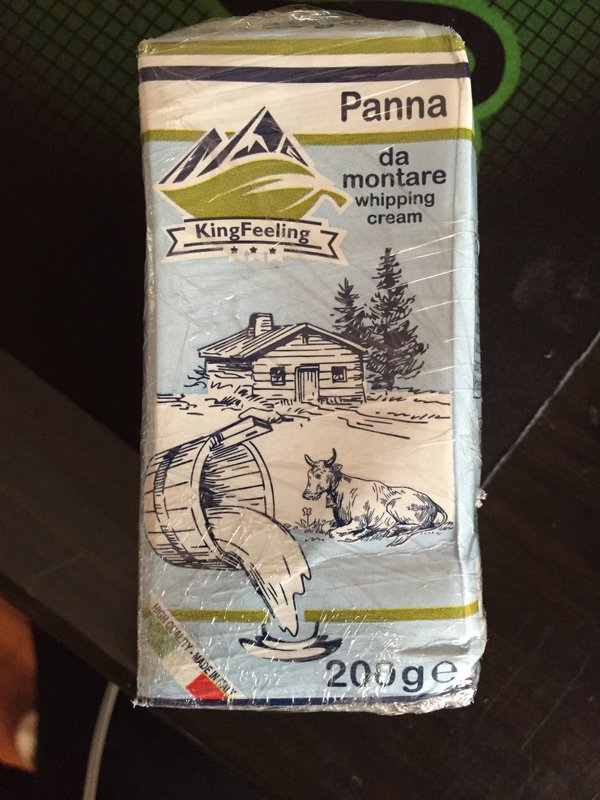 Panna
da
montare
whipping
cream
KingFeeling
HIGH QUALITY - MADE IN ITALY
200g e